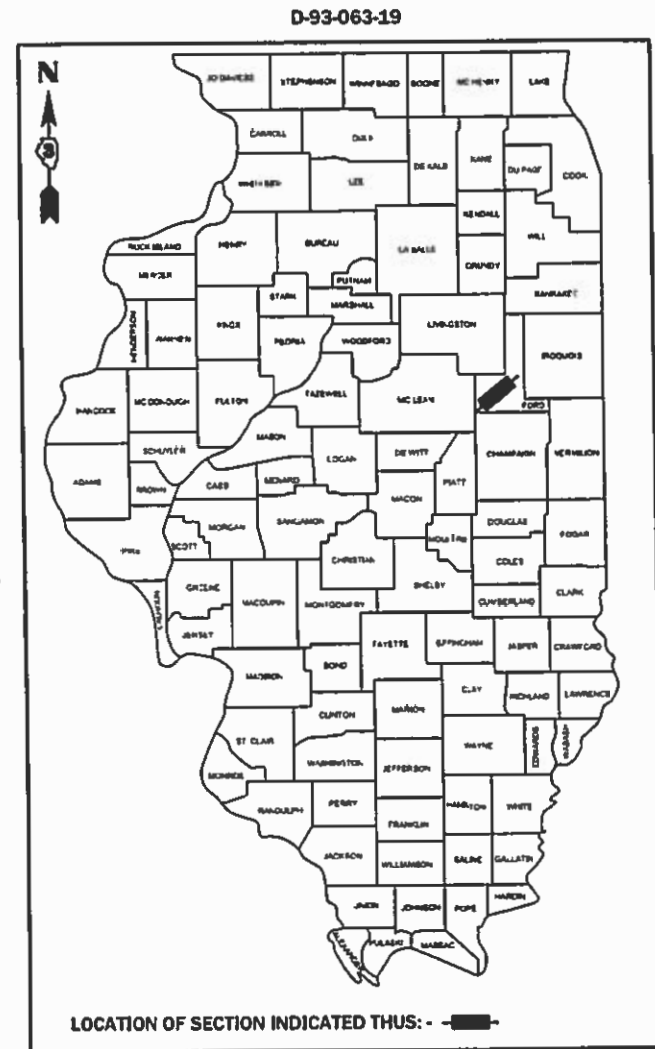 D-93-063-19
N
JO DAVIESS STEPHENSON WINNEBAGO BOONE MC HENRY LAKE
CARROLL OGLE DE KALB KANE DU PAGE COOK
WHITESIDE LEE
KENDALL WILL
ROCK ISLAND HENRY BUREAU LA SALLE GRUNDY
MERCER PUTNAM KANKAKEE
STARK MARSHALL
HENDERSON WARREN KNOX PEORIA WOODFORD LIVINGSTON IROQUOIS
HANCOCK MC DONOUGH FULTON TAZEWELL MC LEAN FORD
SCHUYLER MASON LOGAN DE WITT CHAMPAIGN VERMILION
ADAMS BROWN CASS MENARD MACON PIATT
PIKE SCOTT MORGAN SANGAMON CHRISTIAN MOULTRIE DOUGLAS EDGAR
COLES
CALHOUN GREENE MACOUPIN MONTGOMERY SHELBY CUMBERLAND CLARK
JERSEY FAYETTE EFFINGHAM JASPER CRAWFORD
MADISON BOND
CLAY RICHLAND LAWRENCE
CLINTON MARION
ST. CLAIR WAYNE EDWARDS WABASH
MONROE WASHINGTON JEFFERSON
RANDOLPH PERRY HAMILTON WHITE
FRANKLIN
JACKSON WILLIAMSON SALINE GALLATIN
UNION JOHNSON POPE HARDIN
ALEXANDER PULASKI MASSAC
LOCATION OF SECTION INDICATED THUS: -